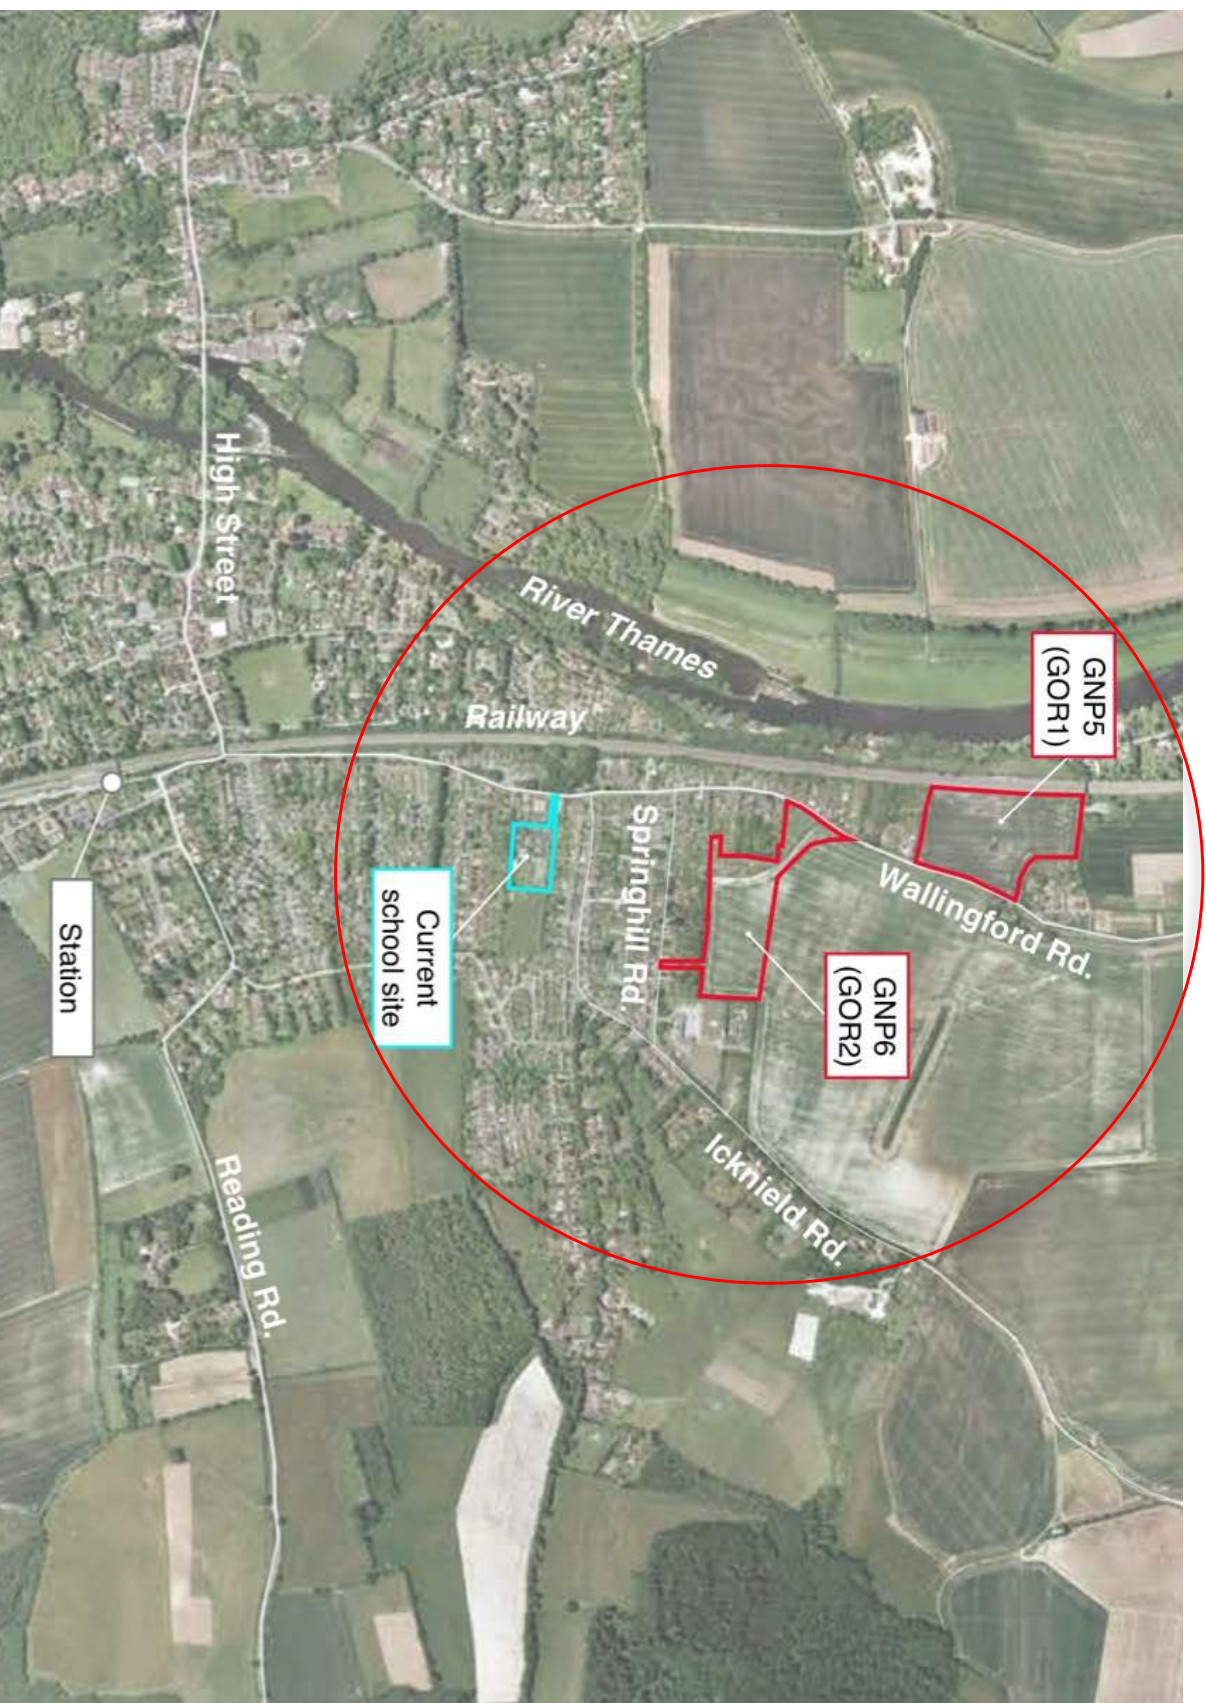 GNP5
(GOR1)
River Thames
High Street
Railway
Wallingford Rd.
Springhill Rd.
GNP6
(GOR2)
Current
school site
Station
Icknield Rd.
Reading Rd.